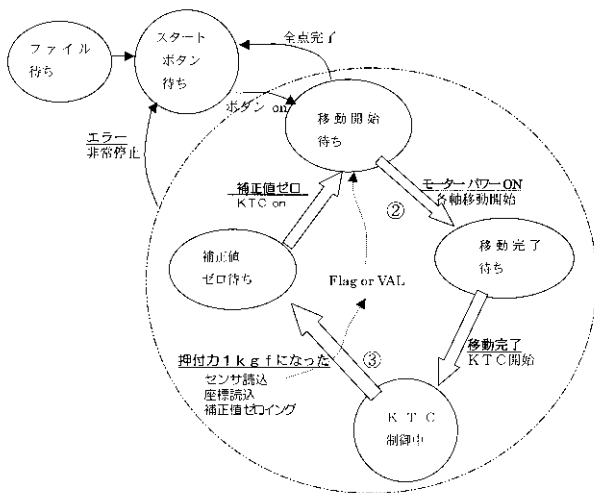 ファイル
待ち
スタート
ボタン
待ち
全点完了
ボタン on
移動開始
待ち
エラー
非常停止
補正値ゼロ
KTC on
②
モーターパワーON
各軸移動開始
補正値
ゼロ待ち
Flag or VAL
移動完了
待ち
押付力1kgfになった
センサ読込
座標読込
補正値ゼロイング
③
移動完了
KTC開始
KTC
制御中